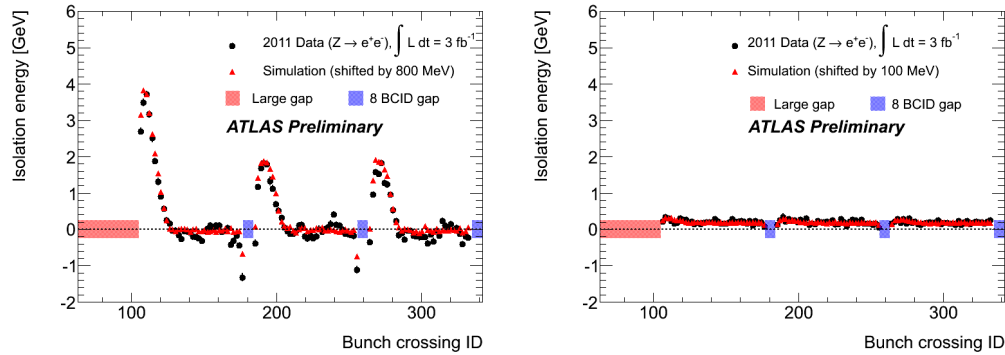 Isolation energy [GeV]
6
5
4
3
2
1
0
-1
-2
2011 Data (Z → e⁺e⁻), ∫ L dt = 3 fb⁻¹
Simulation (shifted by 800 MeV)
Large gap 8 BCID gap
ATLAS Preliminary
100 200 300
Bunch crossing ID
Isolation energy [GeV]
6
5
4
3
2
1
0
-1
-2
2011 Data (Z → e⁺e⁻), ∫ L dt = 3 fb⁻¹
Simulation (shifted by 100 MeV)
Large gap 8 BCID gap
ATLAS Preliminary
100 200 300
Bunch crossing ID